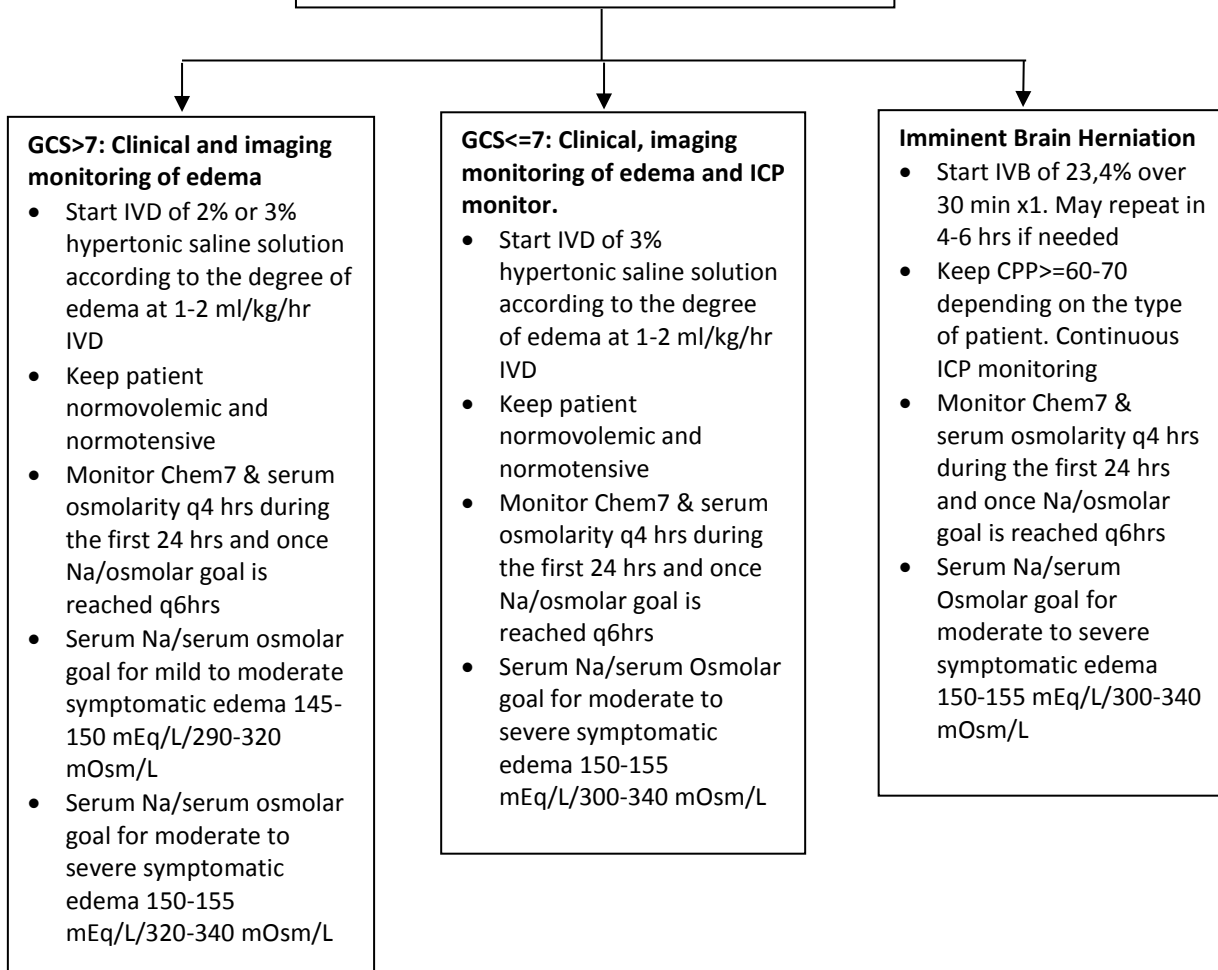 GCS>7: Clinical and imaging
monitoring of edema
• Start IVD of 2% or 3%
hypertonic saline solution
according to the degree of
edema at 1-2 ml/kg/hr
IVD
• Keep patient
normovolemic and
normotensive
• Monitor Chem7 & serum
osmolarity q4 hrs during
the first 24 hrs and once
Na/osmolar goal is
reached q6hrs
• Serum Na/serum osmolar
goal for mild to moderate
symptomatic edema 145-
150 mEq/L/290-320
mOsm/L
• Serum Na/serum osmolar
goal for moderate to
severe symptomatic
edema 150-155
mEq/L/320-340 mOsm/L
GCS<=7: Clinical, imaging
monitoring of edema and ICP
monitor.
• Start IVD of 3%
hypertonic saline solution
according to the degree
of edema at 1-2 ml/kg/hr
IVD
• Keep patient
normovolemic and
normotensive
• Monitor Chem7 & serum
osmolarity q4 hrs during
the first 24 hrs and once
Na/osmolar goal is
reached q6hrs
• Serum Na/serum Osmolar
goal for moderate to
severe symptomatic
edema 150-155
mEq/L/300-340 mOsm/L
Imminent Brain Herniation
• Start IVB of 23,4% over
30 min x1. May repeat in
4-6 hrs if needed
• Keep CPP>=60-70
depending on the type
of patient. Continuous
ICP monitoring
• Monitor Chem7 &
serum osmolarity q4 hrs
during the first 24 hrs
and once Na/osmolar
goal is reached q6hrs
• Serum Na/serum
Osmolar goal for
moderate to severe
symptomatic edema
150-155 mEq/L/300-340
mOsm/L